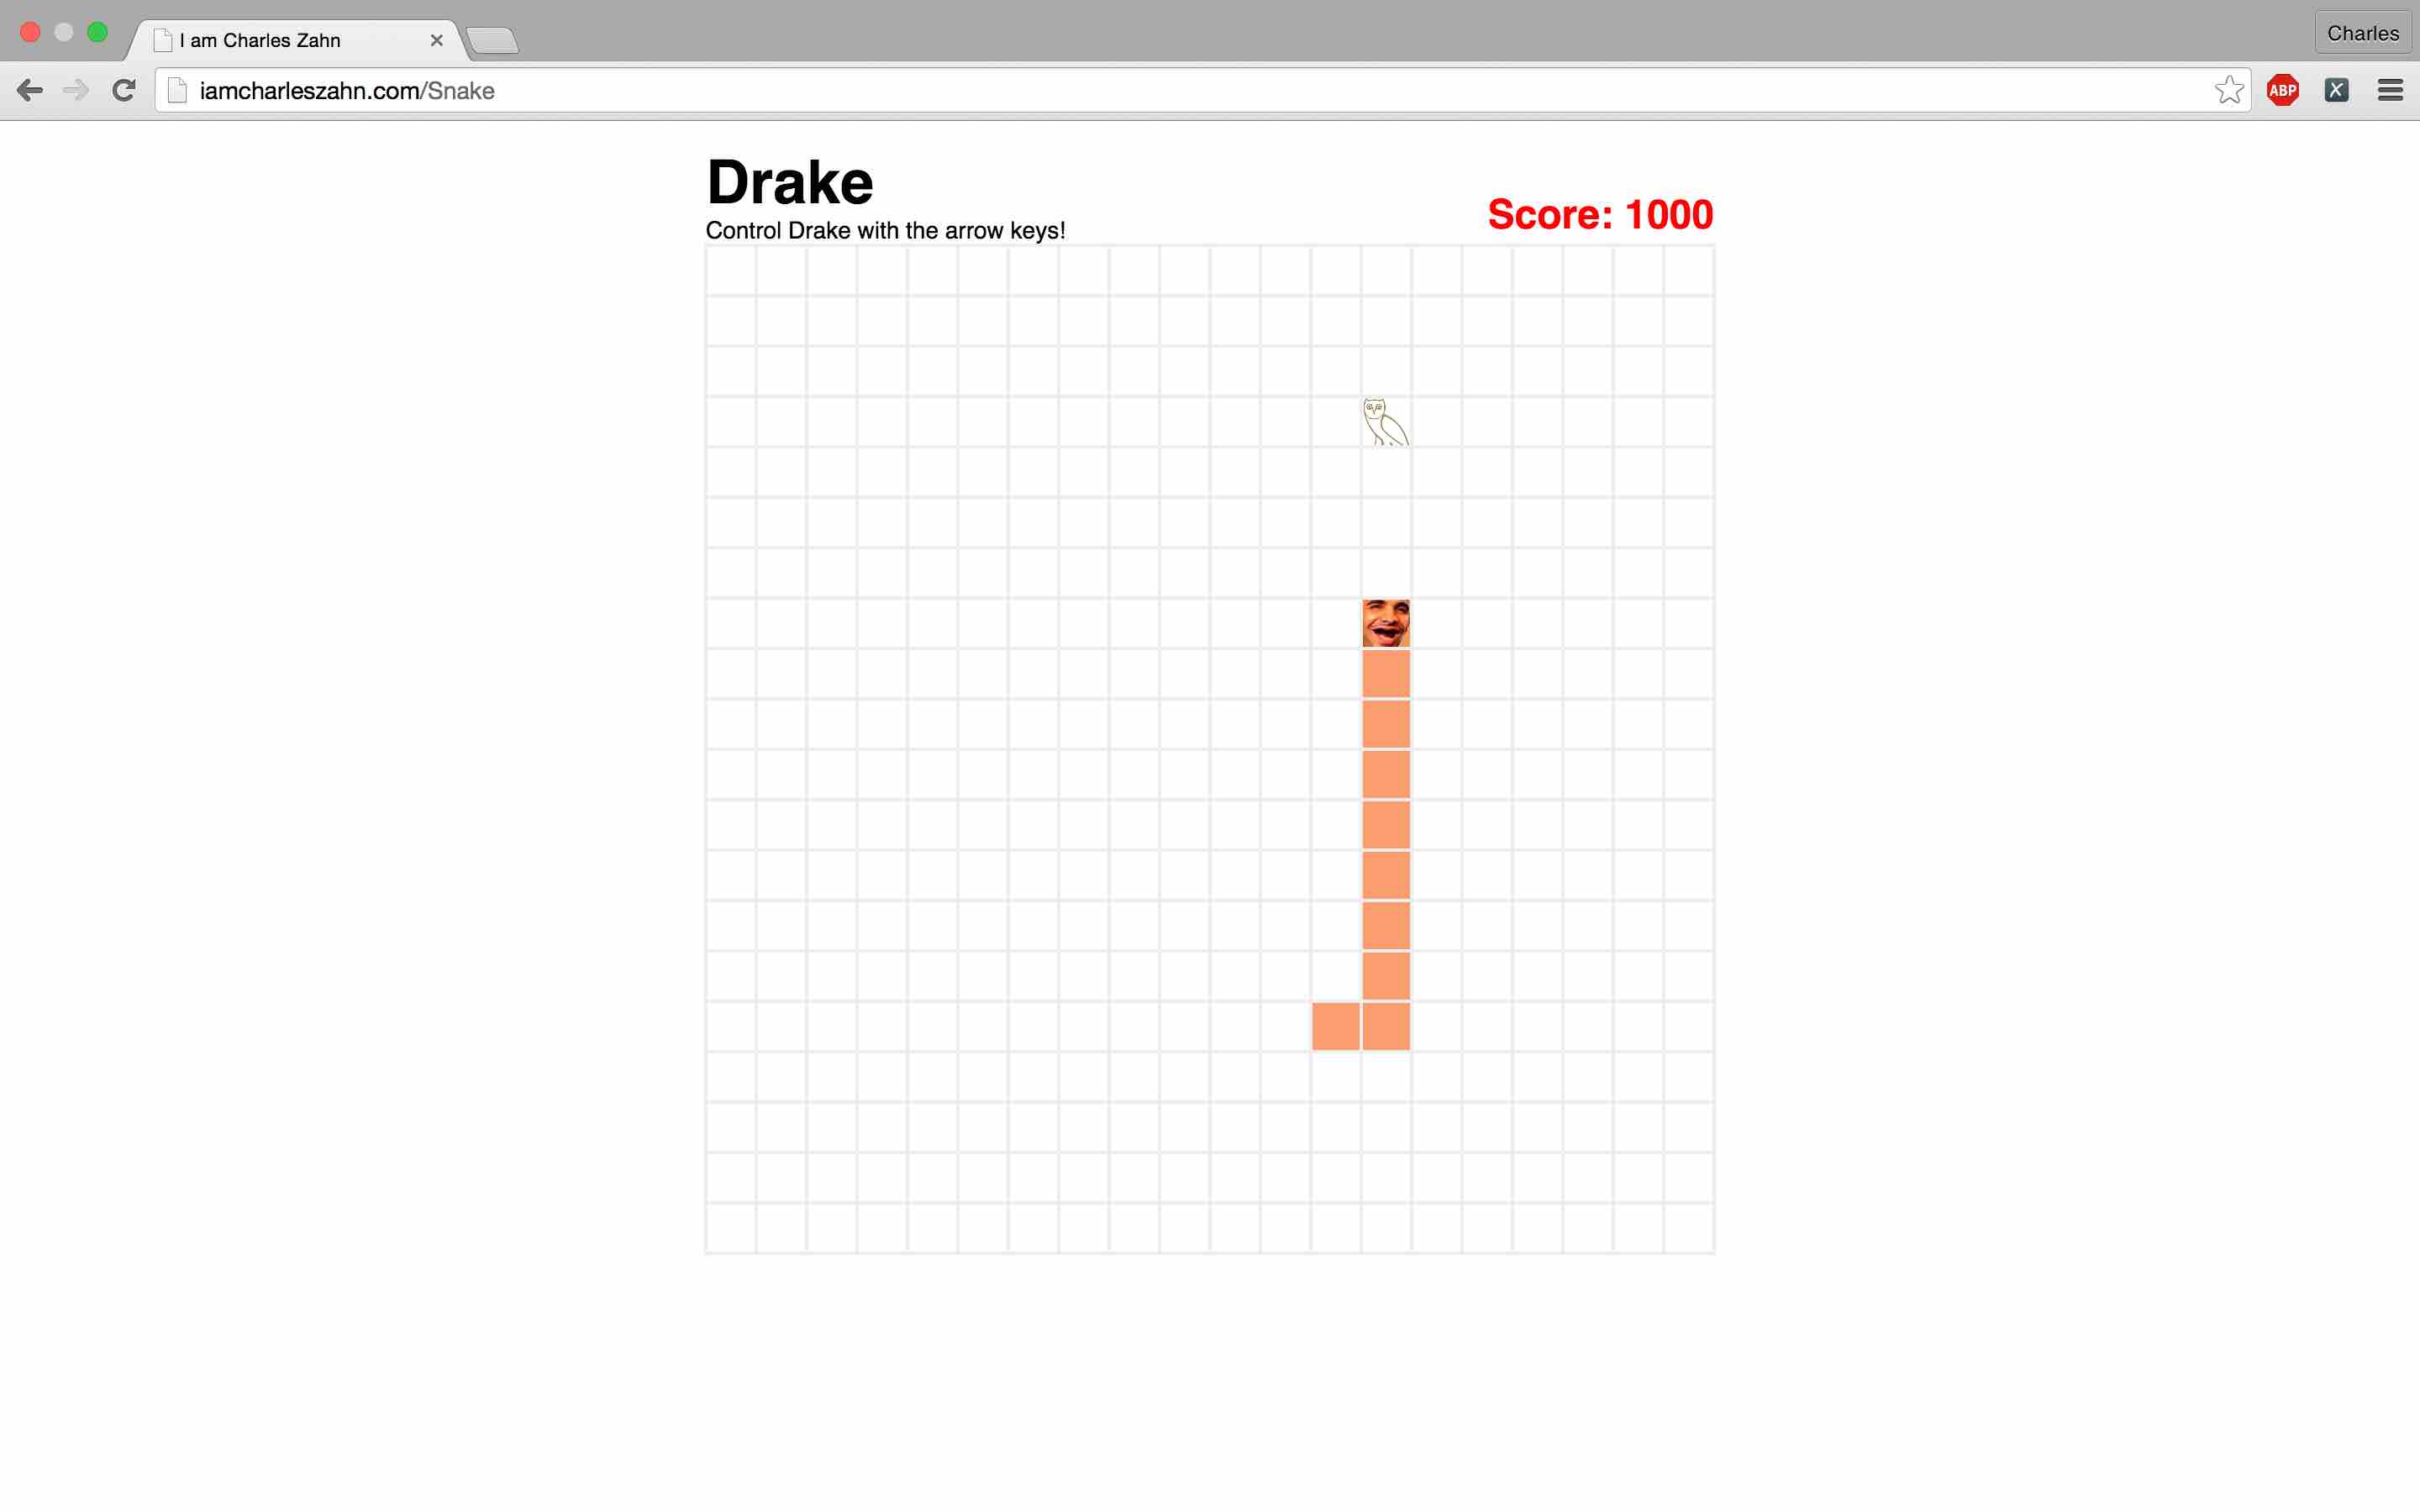 I am Charles Zahn
Charles
iamcharleszahn.com/Snake
ABP
X
Drake
Control Drake with the arrow keys!
Score: 1000